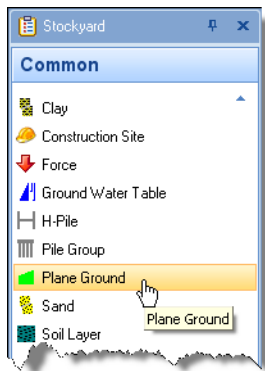 Stockyard
Common
Clay
Construction Site
Force
Ground Water Table
H-Pile
Pile Group
Plane Ground
Sand
Plane Ground
Soil Layer